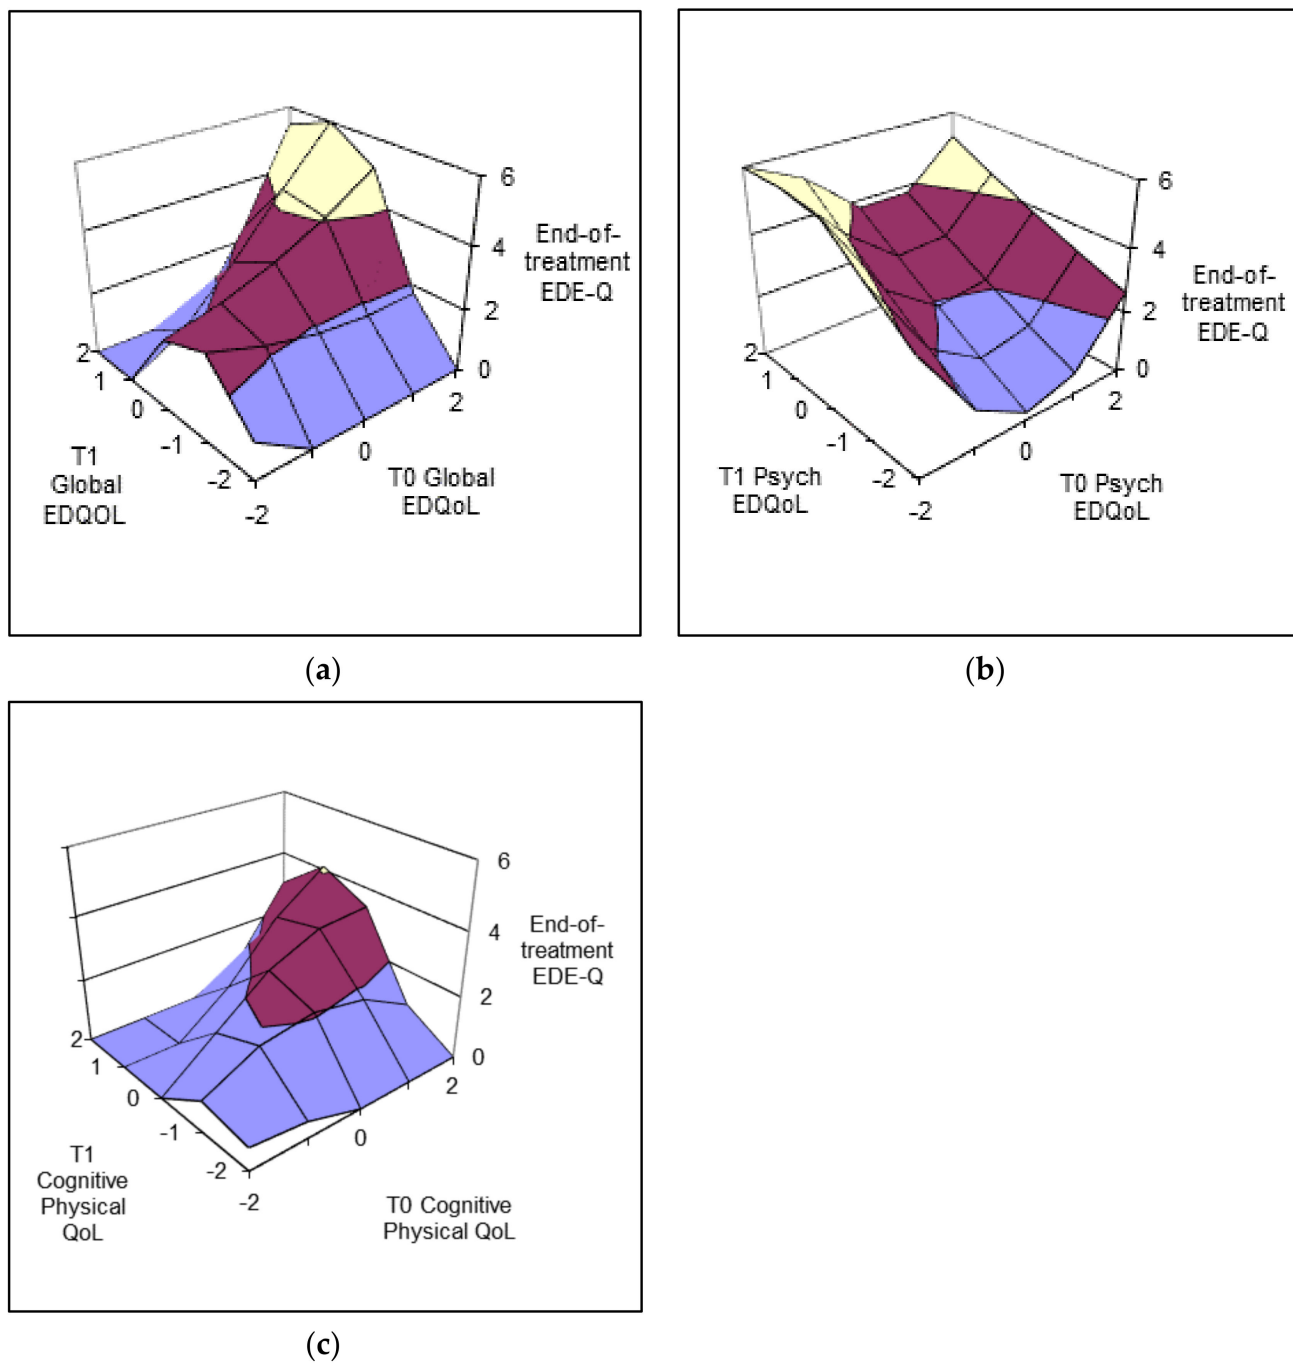 6
4
2
0
End-of-
treatment
EDE-Q
2
1
0
-1
-2
-2
0
2
T1
Global
EDQOL
T0 Global
EDQoL
(a)
6
4
2
0
End-of-
treatment
EDE-Q
2
1
0
-1
-2
-2
0
2
T1 Psych
EDQoL
T0 Psych
EDQoL
(b)
6
4
2
0
End-of-
treatment
EDE-Q
2
1
0
-1
-2
-2
0
2
T1
Cognitive
Physical
QoL
T0 Cognitive
Physical QoL
(c)